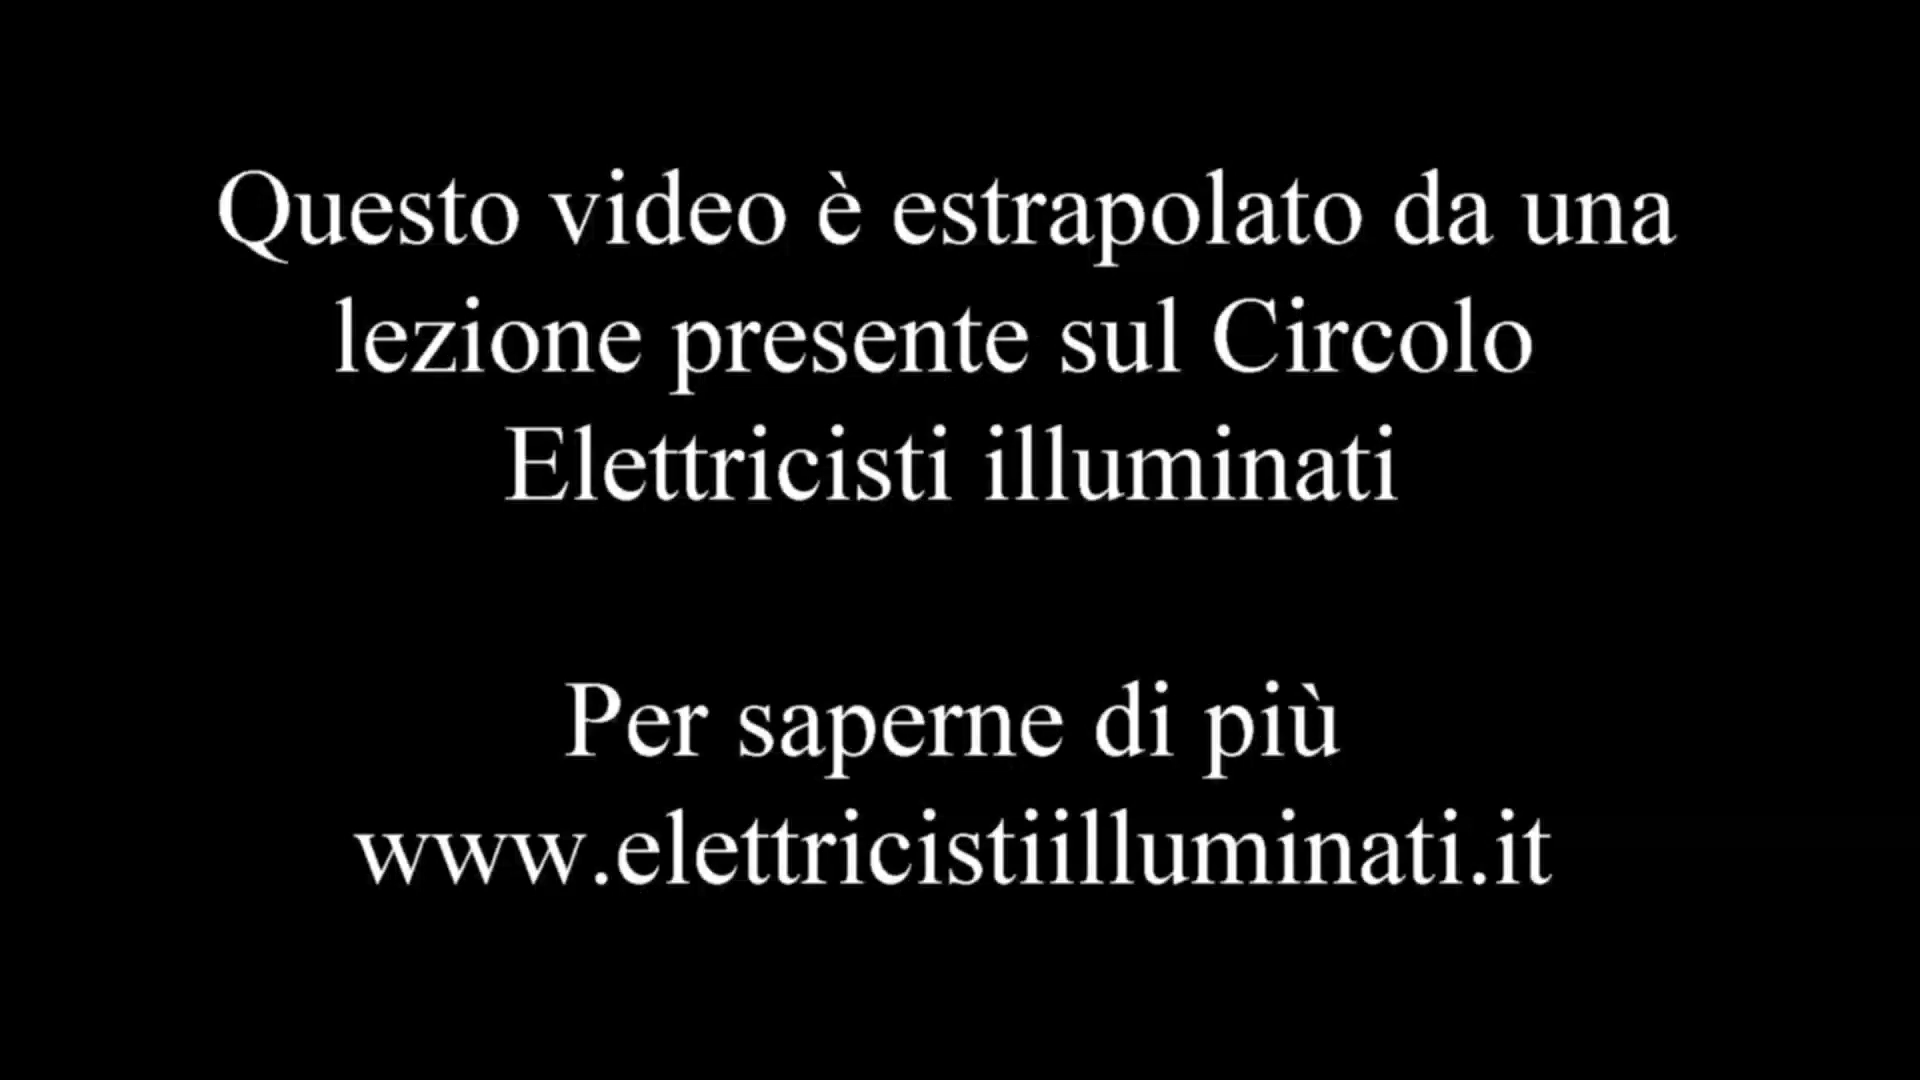 Questo video è estrapolato da una
lezione presente sul Circolo
Elettricisti illuminati
Per saperne di più
www.elettricistiilluminati.it